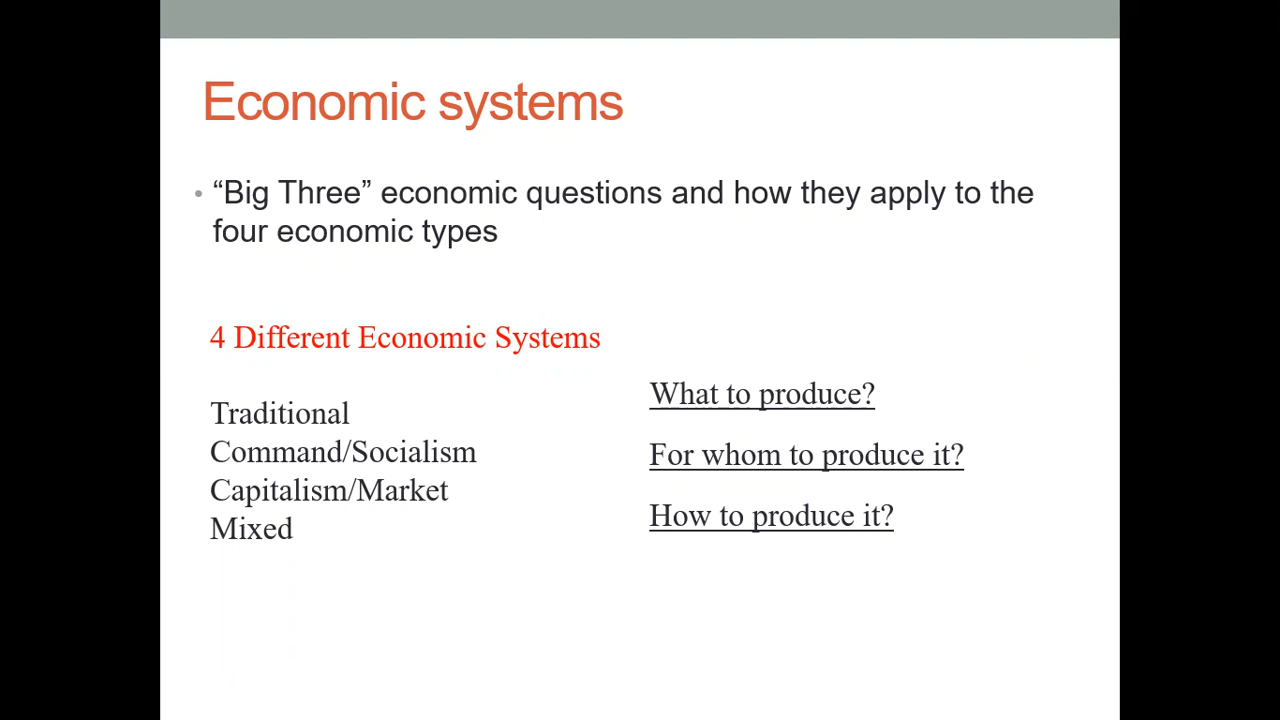 Economic systems
• “Big Three” economic questions and how they apply to the
four economic types
4 Different Economic Systems
Traditional
Command/Socialism
Capitalism/Market
Mixed
What to produce?
For whom to produce it?
How to produce it?